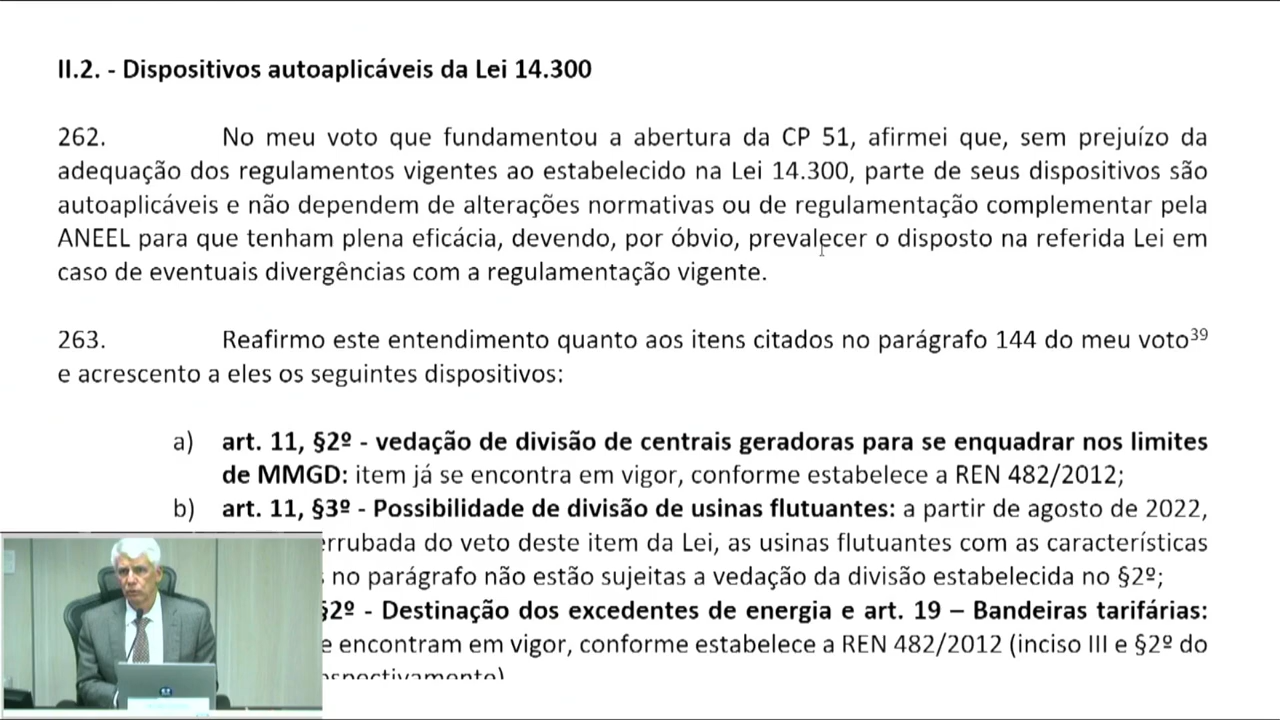 II.2. - Dispositivos autoaplicáveis da Lei 14.300
262. No meu voto que fundamentou a abertura da CP 51, afirmei que, sem prejuízo da
adequação dos regulamentos vigentes ao estabelecido na Lei 14.300, parte de seus dispositivos são
autoaplicáveis e não dependem de alterações normativas ou de regulamentação complementar pela
ANEEL para que tenham plena eficácia, devendo, por óbvio, prevalecer o disposto na referida Lei em
caso de eventuais divergências com a regulamentação vigente.
263. Reafirmo este entendimento quanto aos itens citados no parágrafo 144 do meu voto³⁹
e acrescento a eles os seguintes dispositivos:
a) art. 11, §2º - vedação de divisão de centrais geradoras para se enquadrar nos limites
de MMGD: item já se encontra em vigor, conforme estabelece a REN 482/2012;
b) art. 11, §3º - Possibilidade de divisão de usinas flutuantes: a partir de agosto de 2022,
errubada do veto deste item da Lei, as usinas flutuantes com as características
no parágrafo não estão sujeitas a vedação da divisão estabelecida no §2º;
§2º - Destinação dos excedentes de energia e art. 19 – Bandeiras tarifárias:
e encontram em vigor, conforme estabelece a REN 482/2012 (inciso III e §2º do